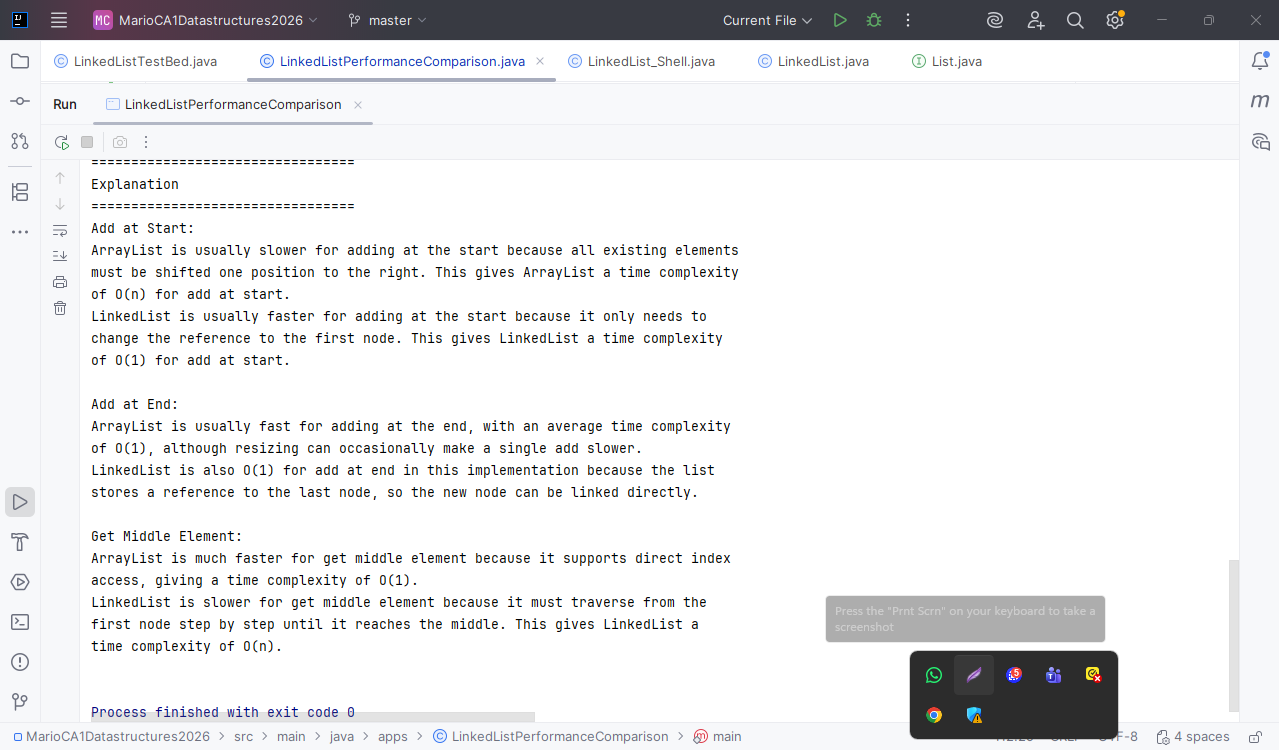 MC MarioCA1Datastructures2026 master Current File
LinkedListTestBed.java LinkedListPerformanceComparison.java LinkedList_Shell.java LinkedList.java List.java
Run LinkedListPerformanceComparison
=================================
Explanation
=================================
Add at Start:
ArrayList is usually slower for adding at the start because all existing elements
must be shifted one position to the right. This gives ArrayList a time complexity
of O(n) for add at start.
LinkedList is usually faster for adding at the start because it only needs to
change the reference to the first node. This gives LinkedList a time complexity
of O(1) for add at start.
Add at End:
ArrayList is usually fast for adding at the end, with an average time complexity
of O(1), although resizing can occasionally make a single add slower.
LinkedList is also O(1) for add at end in this implementation because the list
stores a reference to the last node, so the new node can be linked directly.
Get Middle Element:
ArrayList is much faster for get middle element because it supports direct index
access, giving a time complexity of O(1).
LinkedList is slower for get middle element because it must traverse from the
first node step by step until it reaches the middle. This gives LinkedList a
time complexity of O(n).
Press the "Prnt Scrn" on your keyboard to take a
screenshot
Process finished with exit code 0
MarioCA1Datastructures2026 > src > main > java > apps > LinkedListPerformanceComparison > main 4 spaces